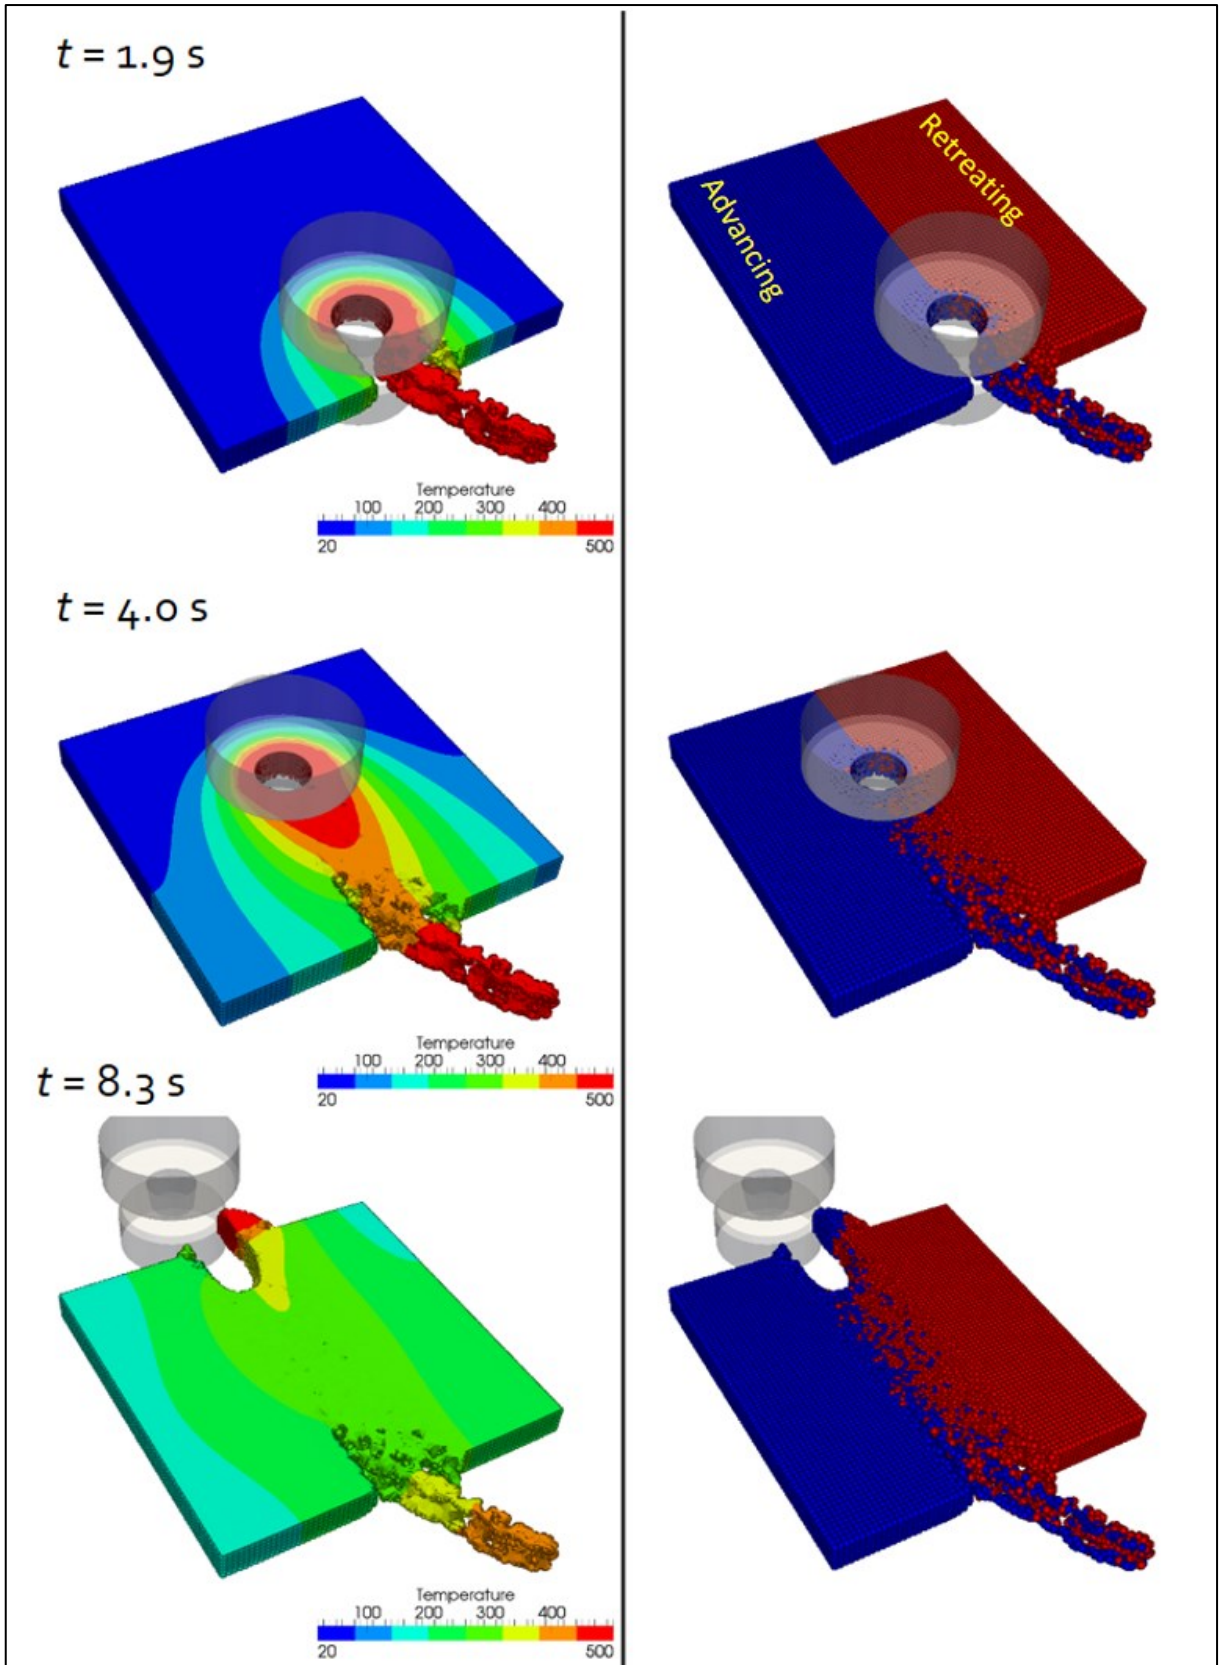 t = 1.9 s
Advancing
Retreating
Temperature
100 200 300 400
20 500
t = 4.0 s
Temperature
100 200 300 400
20 500
t = 8.3 s
Temperature
100 200 300 400
20 500